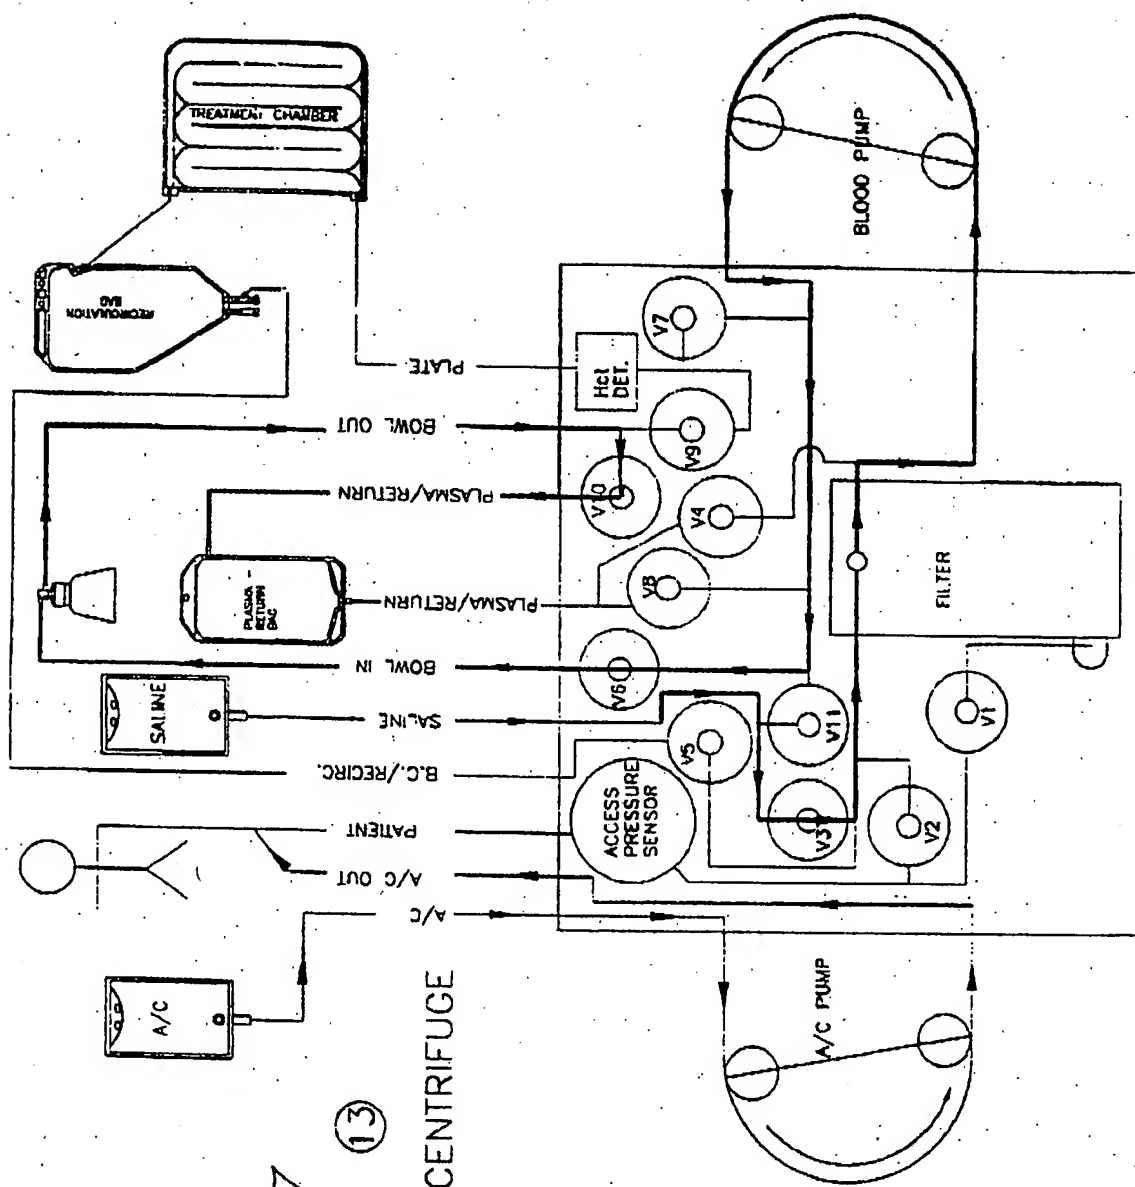 TREATMENT CHAMBER
RECIRCULATION
BAG
PLATE
BOWL OUT
PLASMA/RETURN
PLASMA -
RETURN
BAG
PLASMA/RETURN
BOWL IN
SALINE
SALINE
B.C./RECIRC.
PATIENT
A/C OUT
A/C
A/C
Hct
DET.
V7
V9
V10
V4
V8
V6
V5
V11
V3
V2
V1
ACCESS
PRESSURE
SENSOR
FILTER
BLOOD PUMP
A/C PUMP
13
CENTRIFUGE